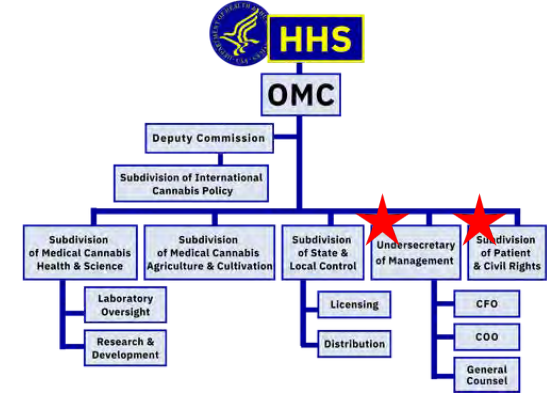 HHS
OMC
Deputy Commission
Subdivision of International
Cannabis Policy
Subdivision
of Medical Cannabis
Health & Science
Subdivision
of Medical Cannabis
Agriculture & Cultivation
Subdivision
of State &
Local Control
Undersecretary
of Management
Subdivision
of Patient
& Civil Rights
Laboratory
Oversight
Research &
Development
Licensing
Distribution
CFO
COO
General
Counsel